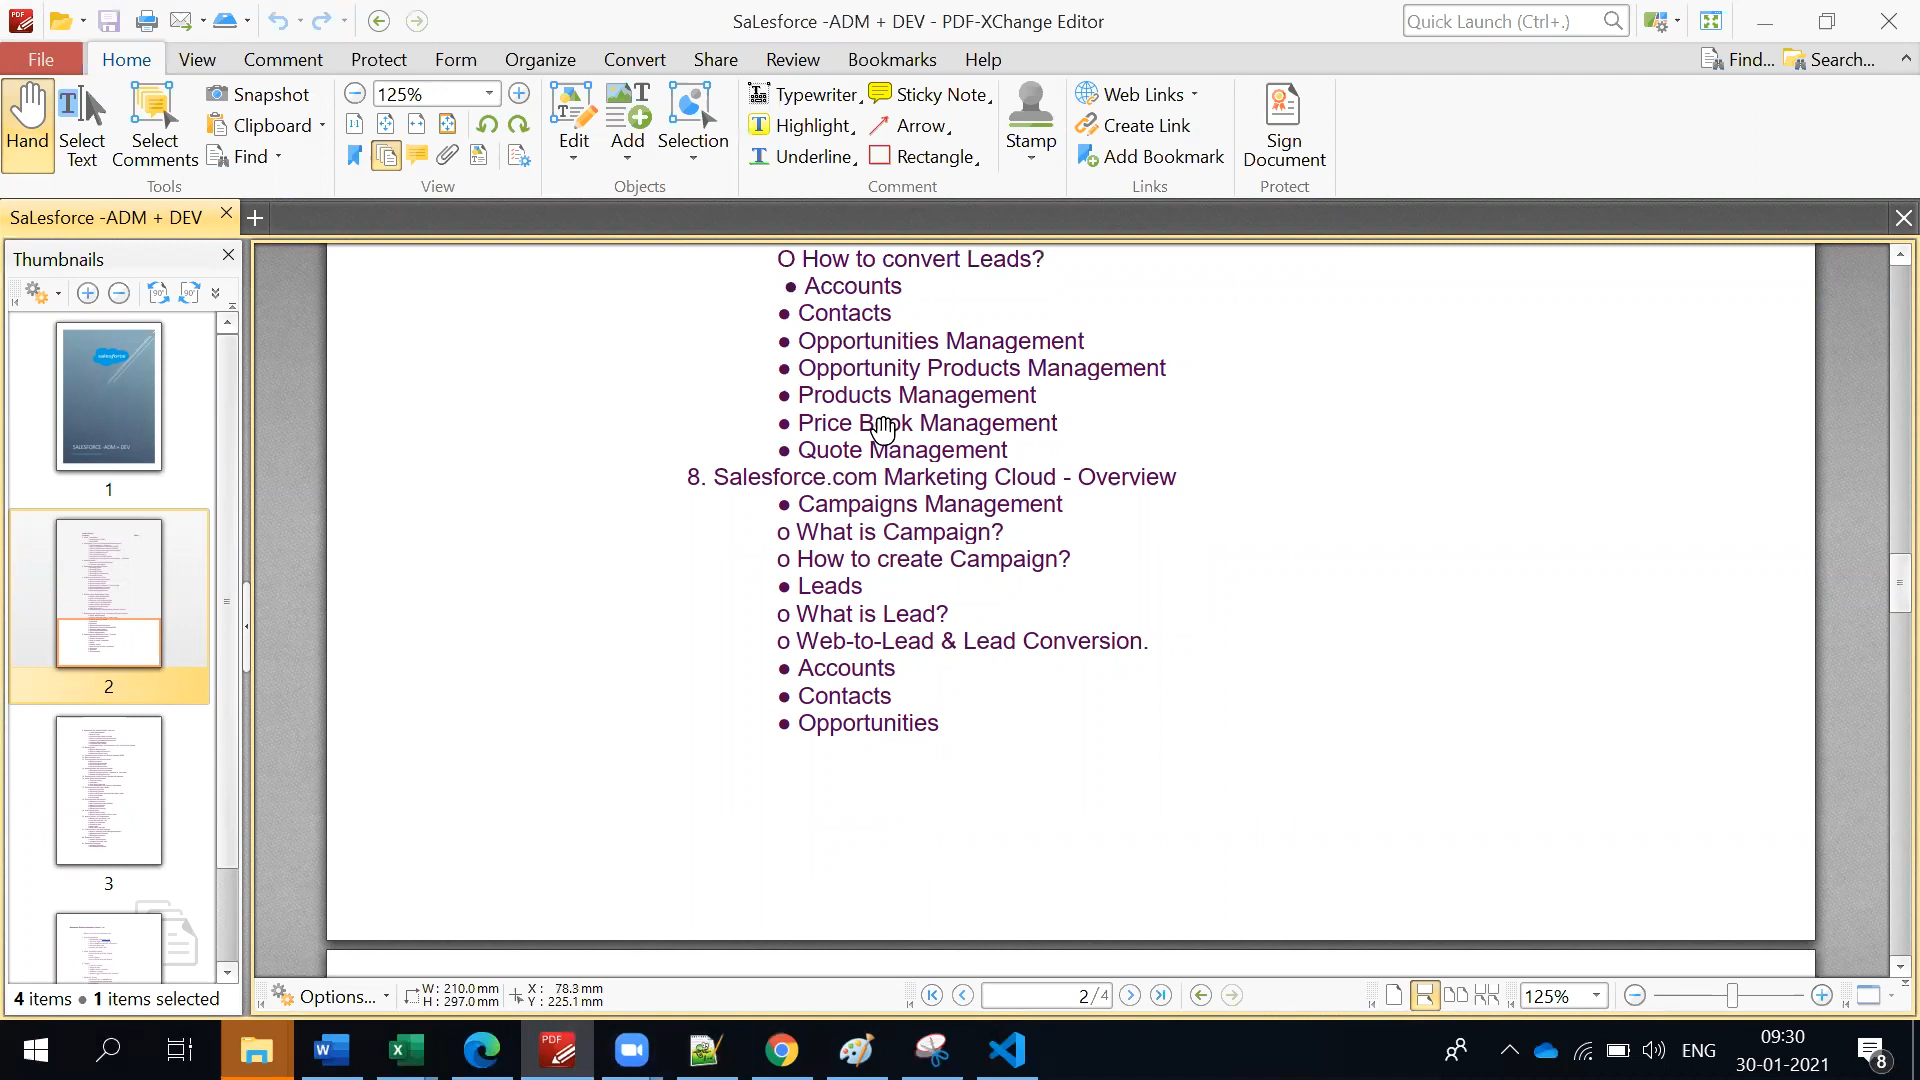 SaLesforce -ADM + DEV - PDF-XChange Editor
Quick Launch (Ctrl+.)
File Home View Comment Protect Form Organize Convert Share Review Bookmarks Help Find... Search...
Hand
Select Text
Select Comments
Snapshot
Clipboard
Find
Tools
125%
View
Edit
Add
Selection
Objects
Typewriter
Highlight
Underline
Sticky Note
Arrow
Rectangle
Stamp
Comment
Web Links
Create Link
Add Bookmark
Links
Sign Document
Protect
SaLesforce -ADM + DEV
Thumbnails
salesforce
SALESFORCE -ADM + DEV
1
2
3
4 items • 1 items selected
O How to convert Leads?
● Accounts
● Contacts
● Opportunities Management
● Opportunity Products Management
● Products Management
● Price Book Management
● Quote Management
8. Salesforce.com Marketing Cloud - Overview
● Campaigns Management
o What is Campaign?
o How to create Campaign?
● Leads
o What is Lead?
o Web-to-Lead & Lead Conversion.
● Accounts
● Contacts
● Opportunities
Options...
W: 210.0 mm
H: 297.0 mm
X: 78.3 mm
Y: 225.1 mm
2 / 4
125%
ENG
09:30
30-01-2021
8